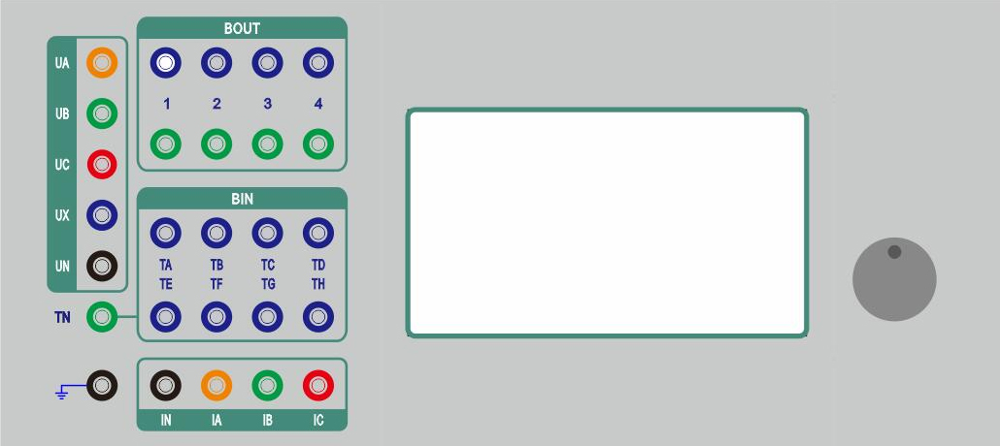 BOUT
UA
1 2 3 4
UB
UC
BIN
UX
UN
TA TB TC TD
TE TF TG TH
TN
IN IA IB IC